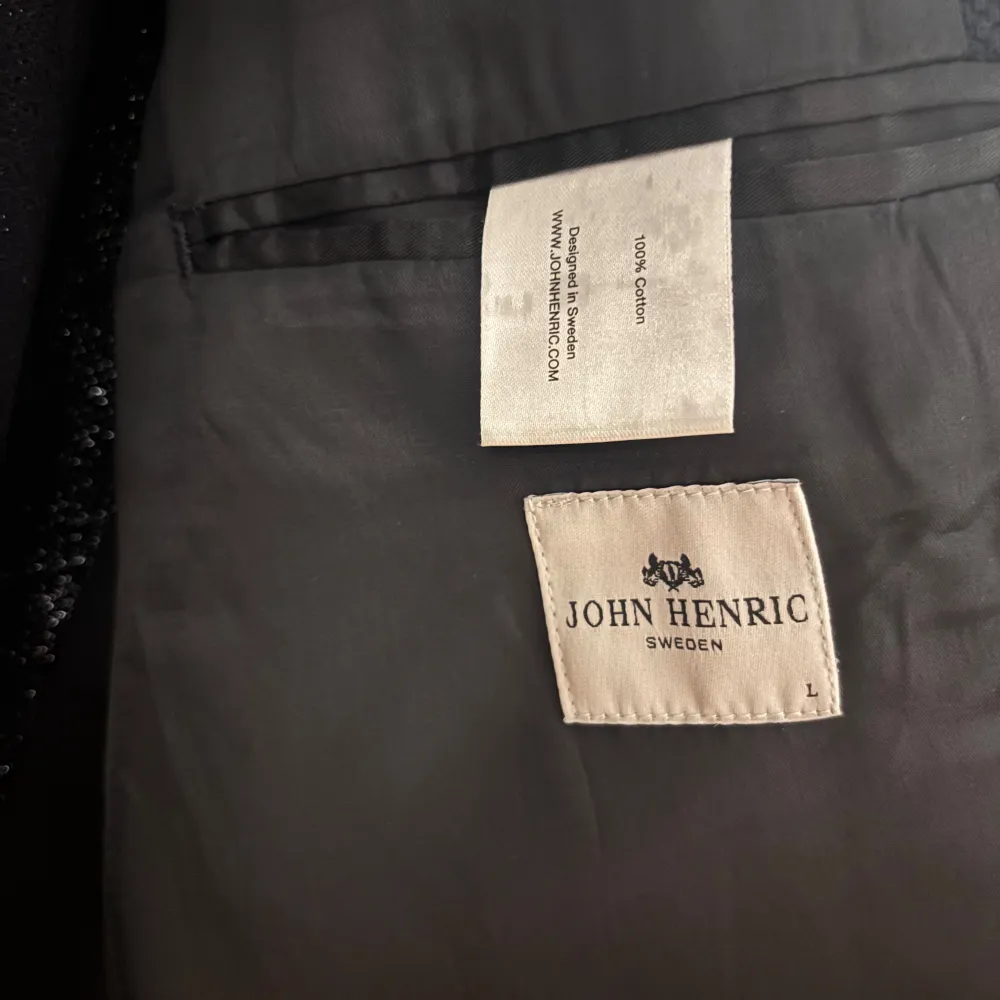 100% Cotton
Designed in Sweden
WWW.JOHNHENRIC.COM
JOHN HENRIC
SWEDEN
L